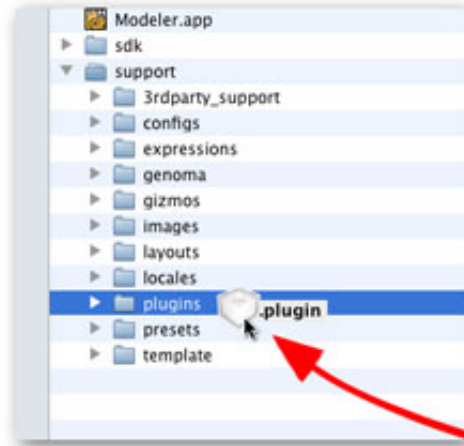 Modeler.app
sdk
support
3rdparty_support
configs
expressions
genoma
gizmos
images
layouts
locales
plugins .plugin
presets
template